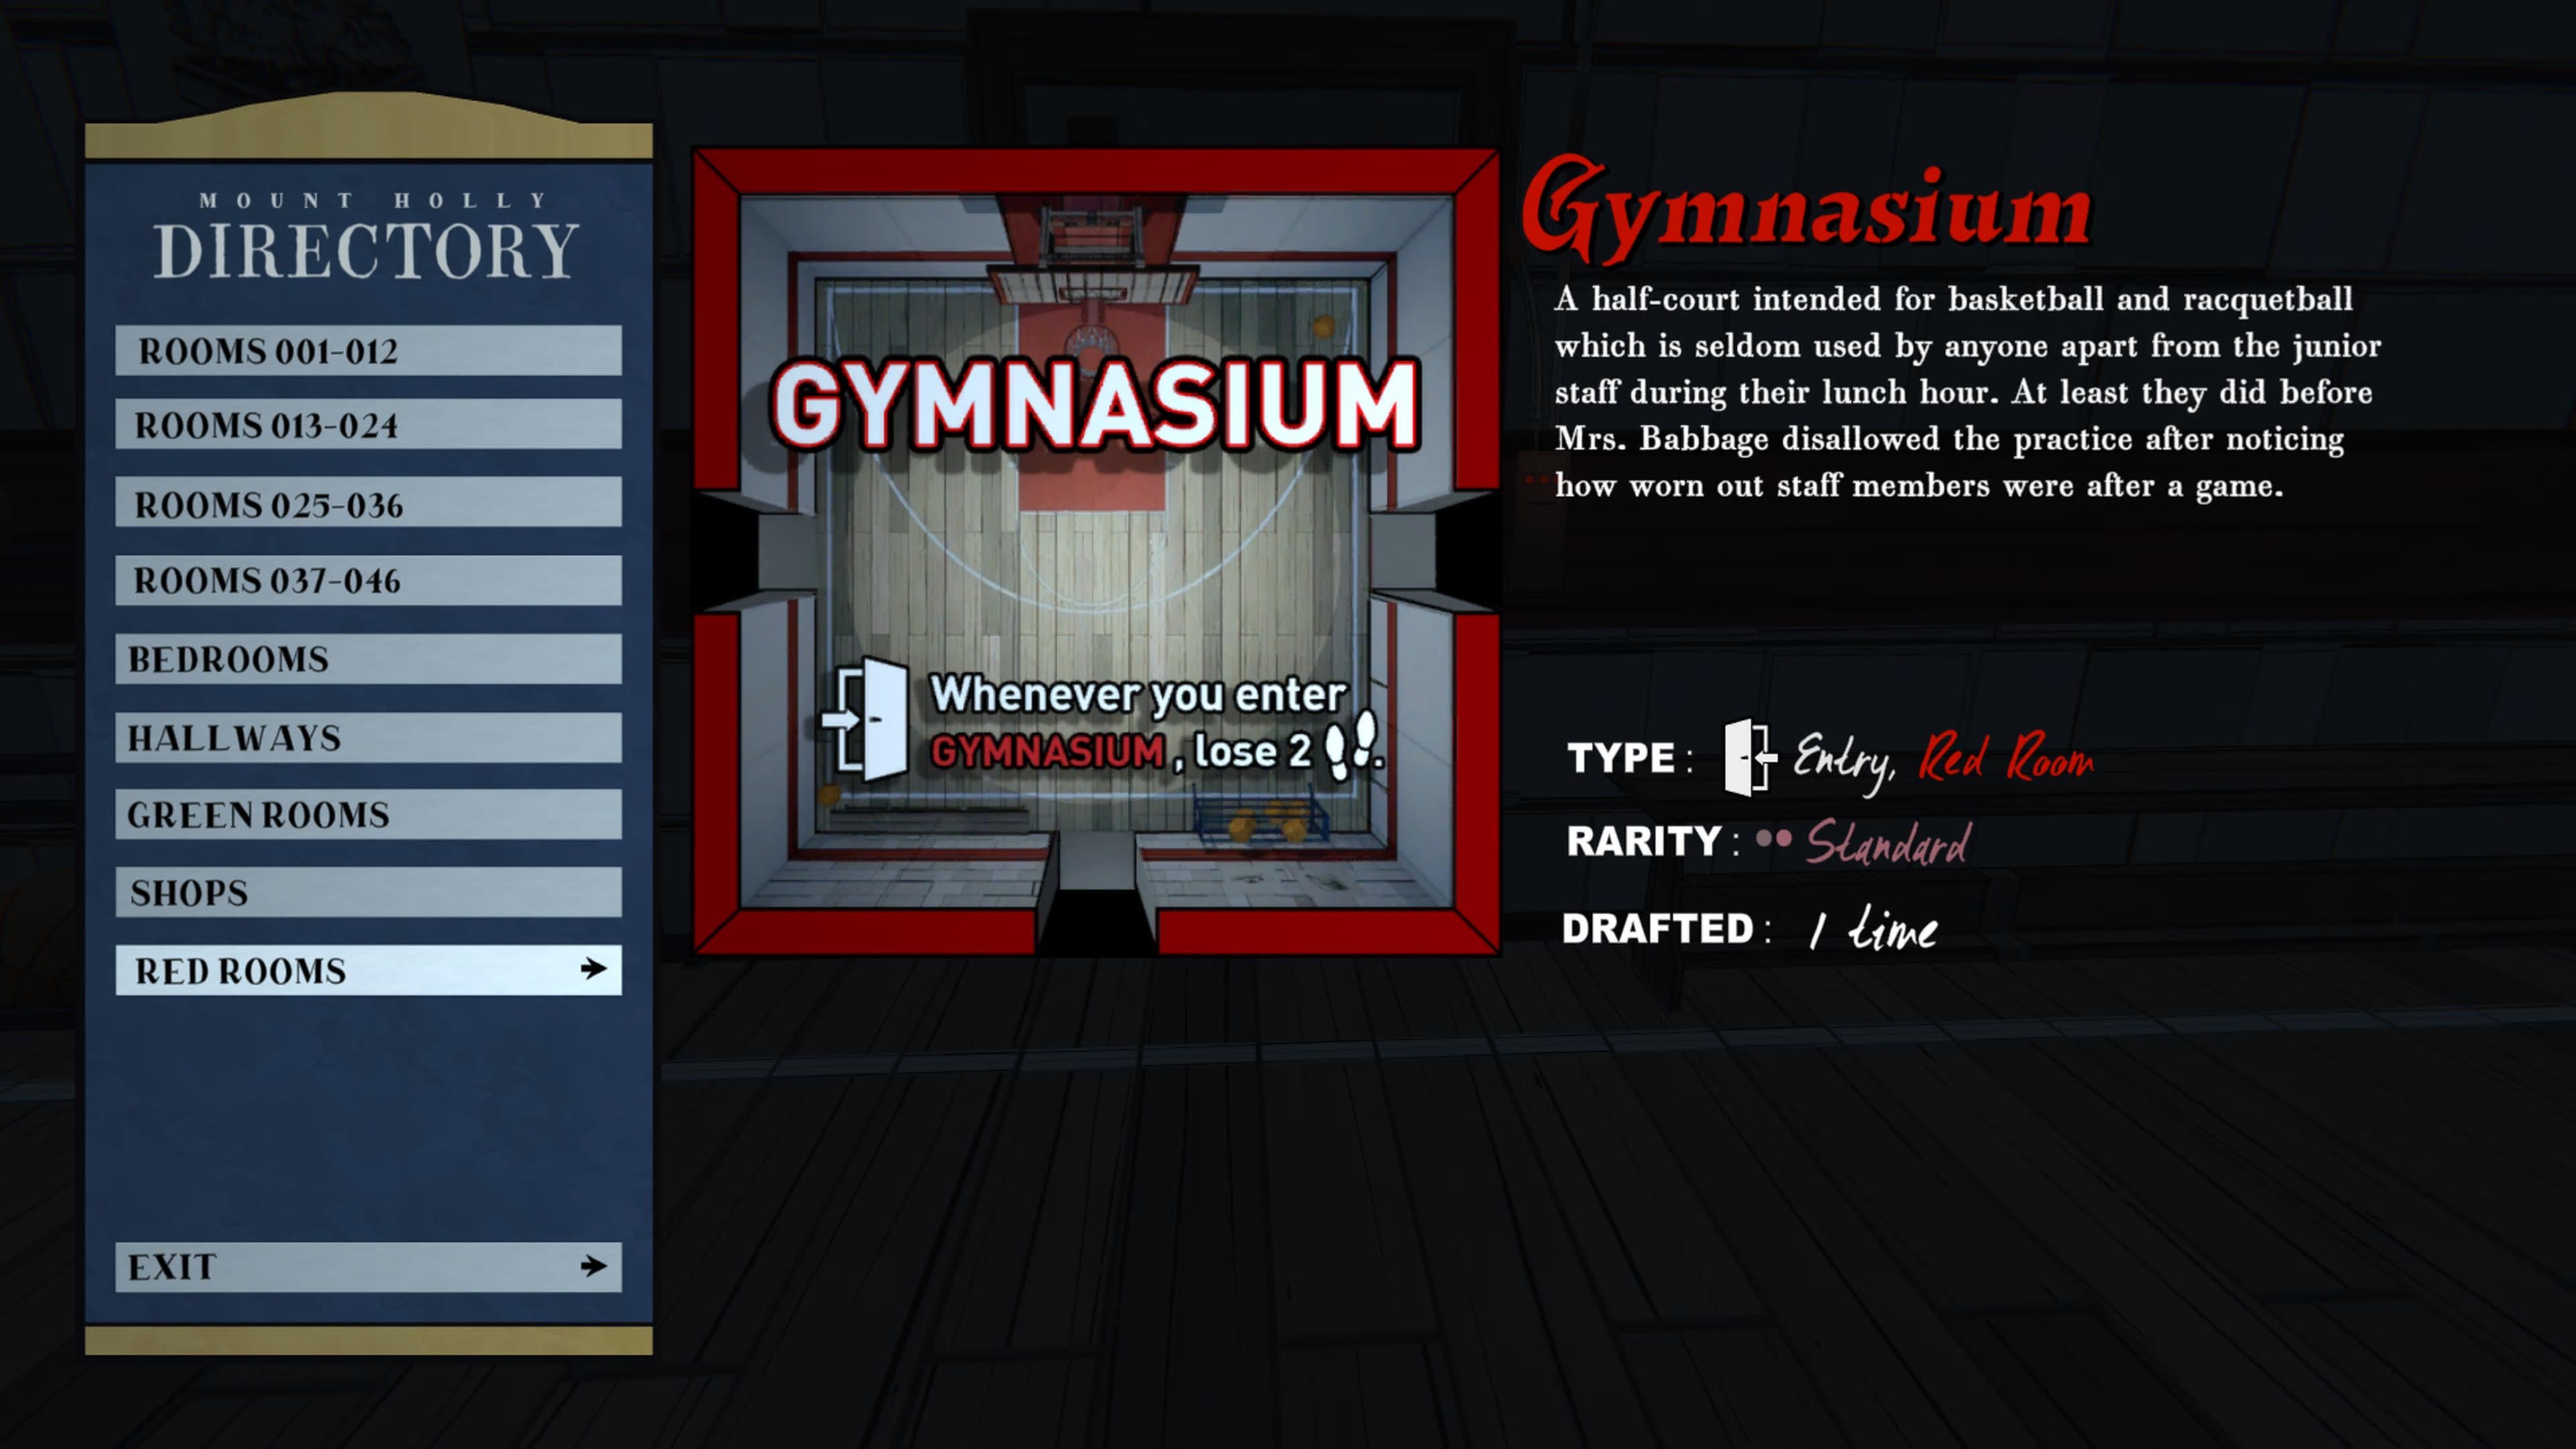 MOUNT HOLLY
DIRECTORY
ROOMS 001-012
ROOMS 013-024
ROOMS 025-036
ROOMS 037-046
BEDROOMS
HALLWAYS
GREEN ROOMS
SHOPS
RED ROOMS
EXIT
GYMNASIUM
Whenever you enter
GYMNASIUM, lose 2 .
Gymnasium
A half-court intended for basketball and racquetball
which is seldom used by anyone apart from the junior
staff during their lunch hour. At least they did before
Mrs. Babbage disallowed the practice after noticing
how worn out staff members were after a game.
TYPE : Entry, Red Room
RARITY : Standard
DRAFTED : 1 time